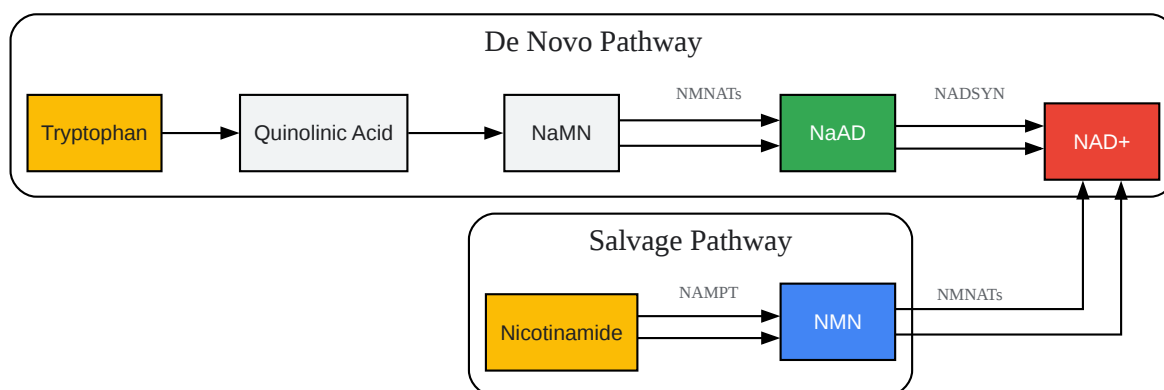 De Novo Pathway
NMNATs
NADSYN
Tryptophan
Quinolinic Acid
NaMN
NaAD
NAD+
Salvage Pathway
NAMPT
NMNATs
Nicotinamide
NMN